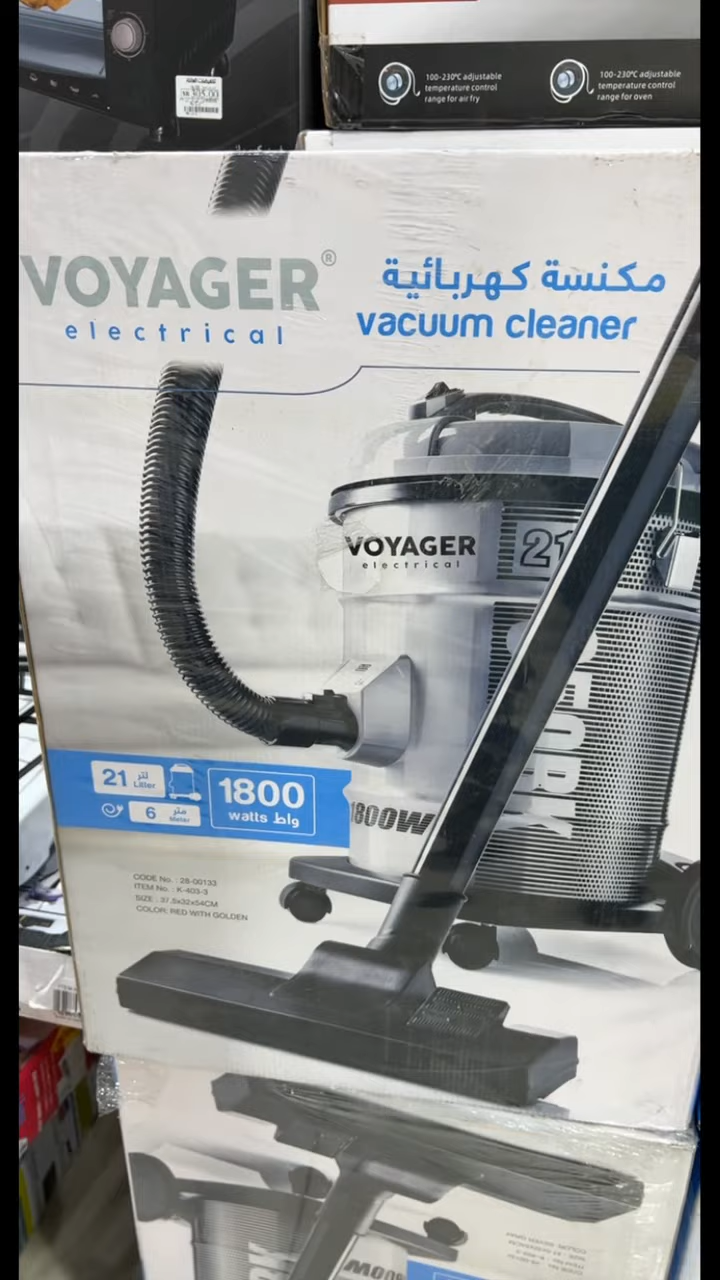 100-230°C adjustable
temperature control
range for air fry
100-230°C adjustable
temperature control
range for oven
VOYAGER®
electrical
مكنسة كهربائية
vacuum cleaner
VOYAGER
electrical
21
21 لتر
Litter
6 متر
Meter
1800
watts واط
1800W
CODE No. : 28-00133
ITEM No. : K-403-3
SIZE : 37.5x32x54CM
COLOR: RED WITH GOLDEN